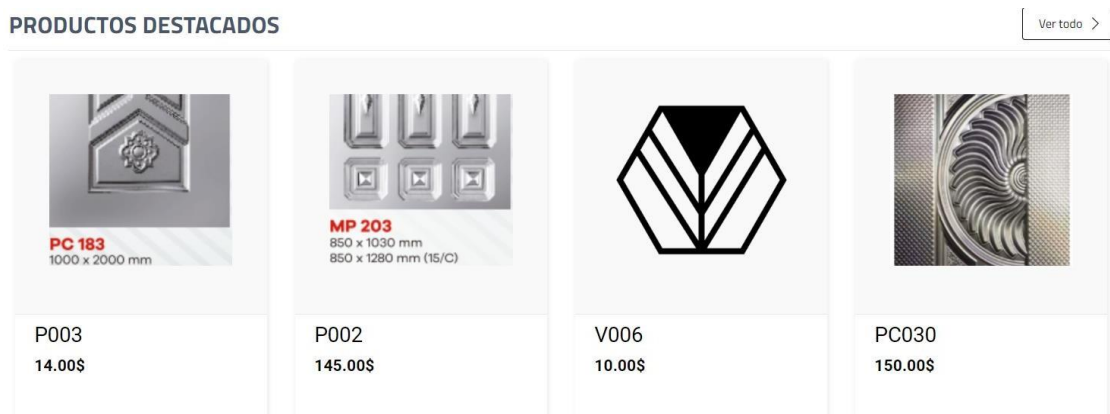 PRODUCTOS DESTACADOS
Ver todo
PC 183
1000 x 2000 mm
MP 203
850 x 1030 mm
850 x 1280 mm (15/C)
P003
14.00$
P002
145.00$
V006
10.00$
PC030
150.00$